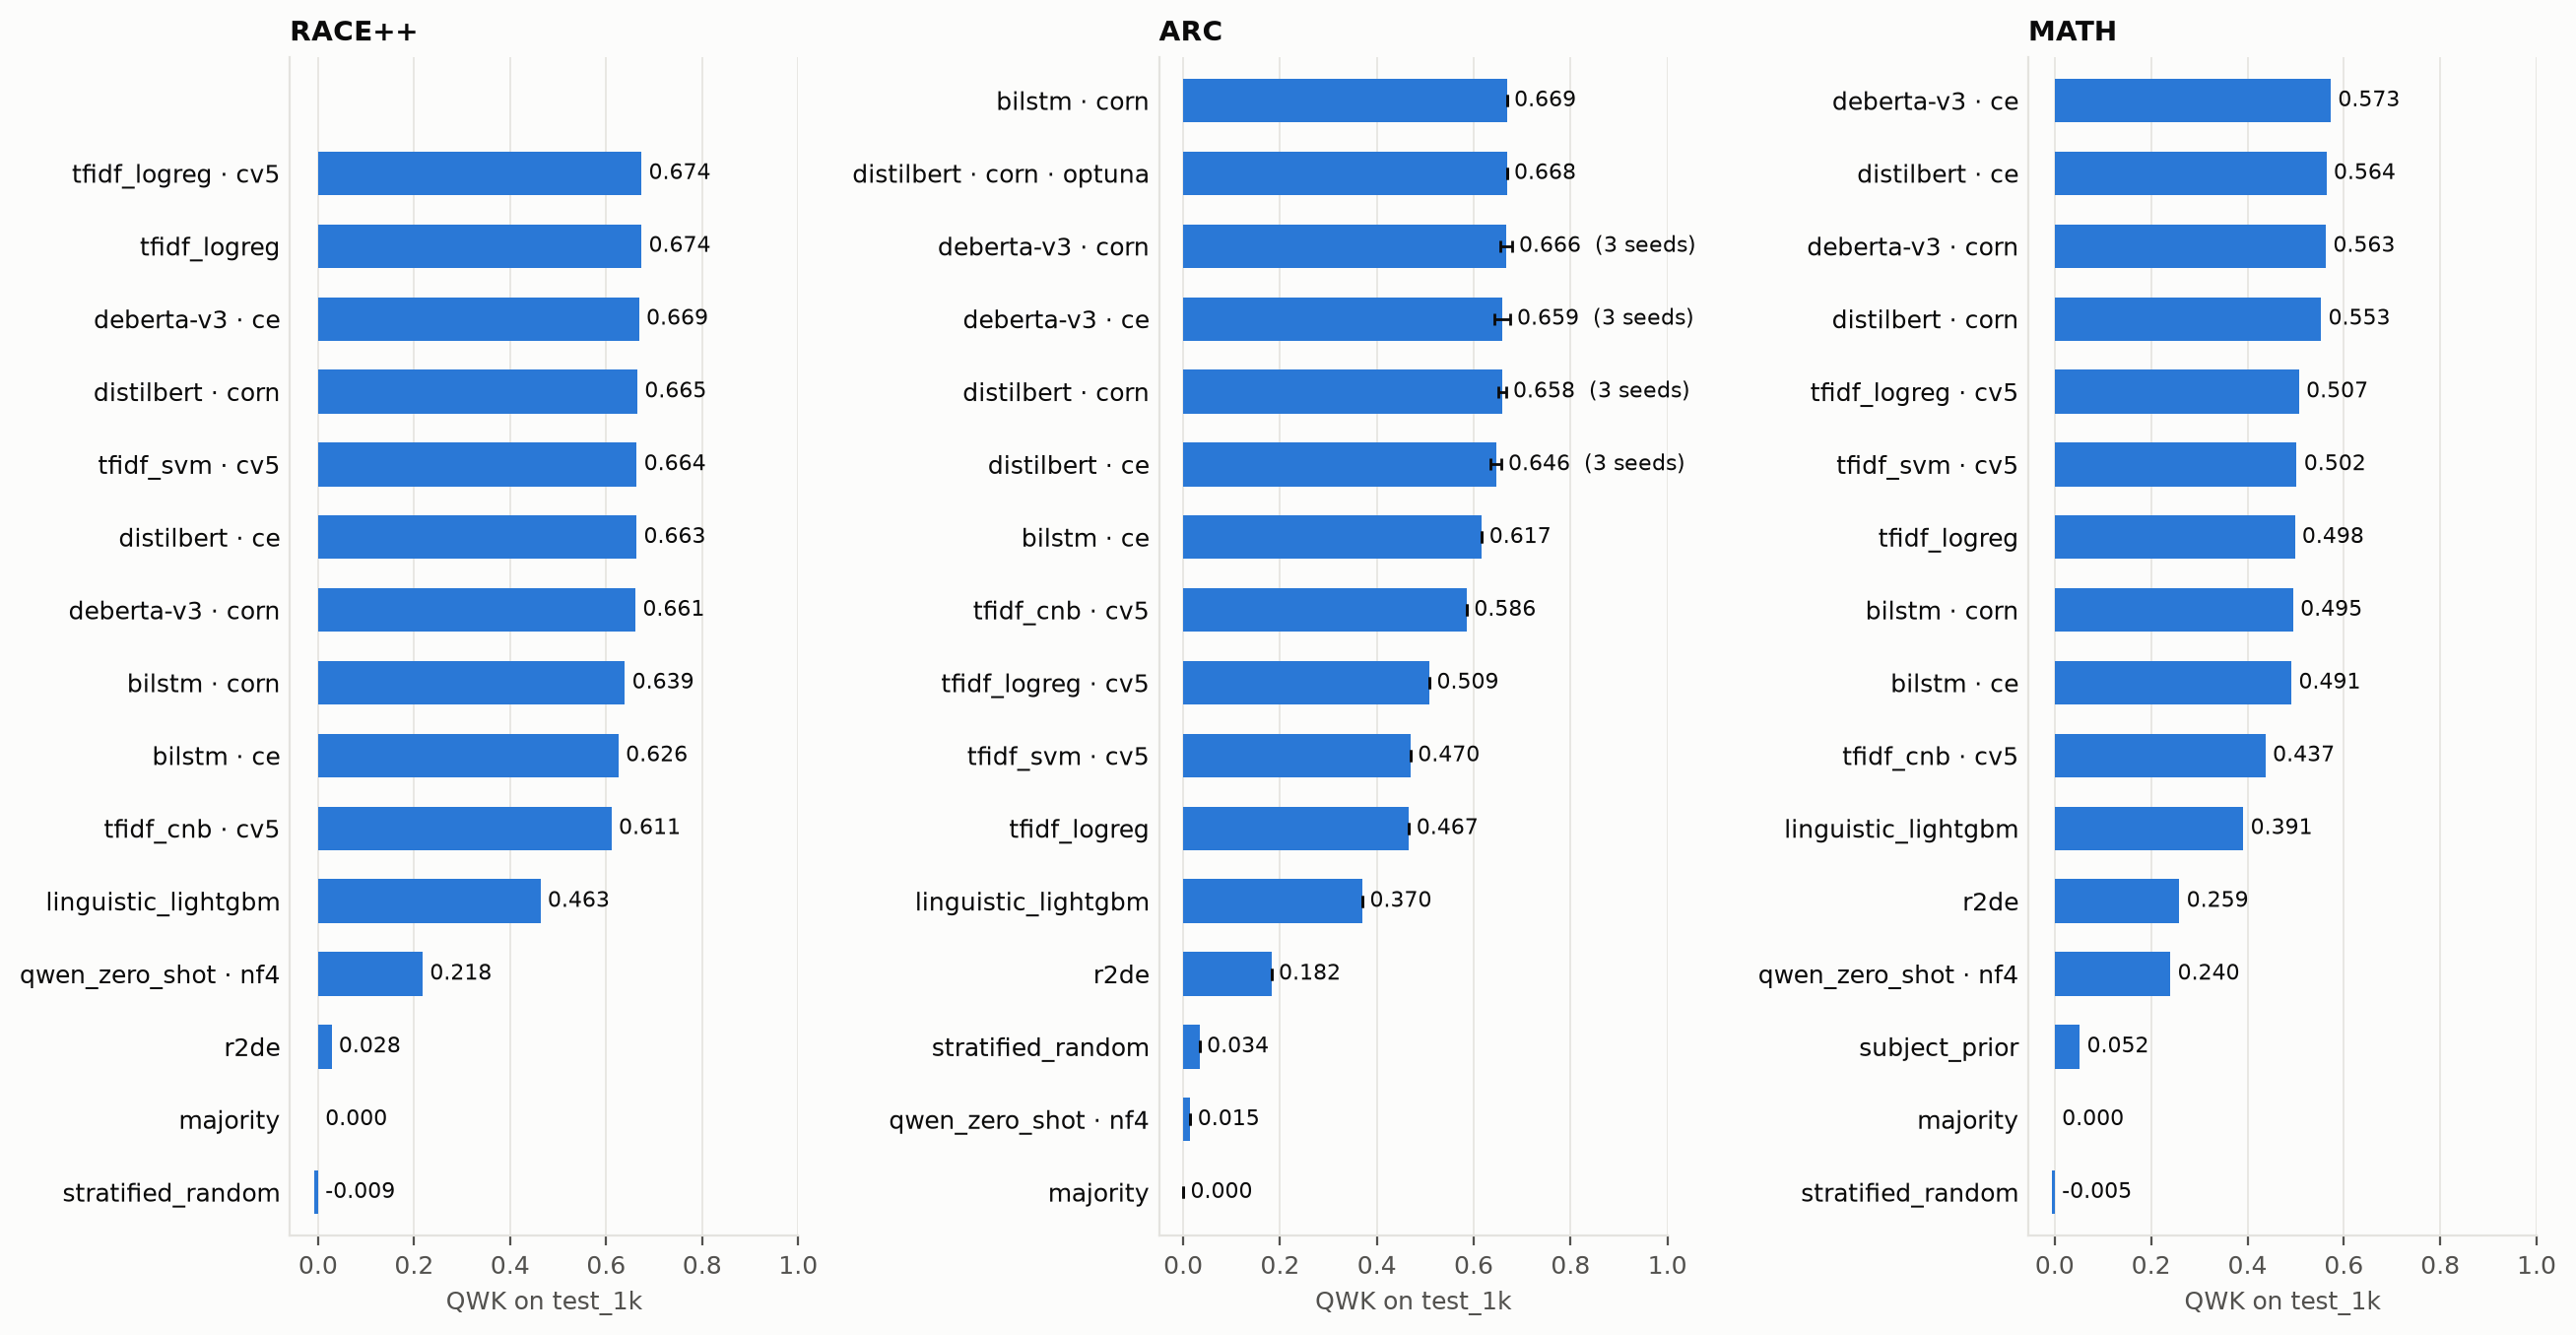 RACE++
tfidf_logreg · cv5 0.674
tfidf_logreg 0.674
deberta-v3 · ce 0.669
distilbert · corn 0.665
tfidf_svm · cv5 0.664
distilbert · ce 0.663
deberta-v3 · corn 0.661
bilstm · corn 0.639
bilstm · ce 0.626
tfidf_cnb · cv5 0.611
linguistic_lightgbm 0.463
qwen_zero_shot · nf4 0.218
r2de 0.028
majority 0.000
stratified_random -0.009
0.0 0.2 0.4 0.6 0.8 1.0
QWK on test_1k
ARC
bilstm · corn 0.669
distilbert · corn · optuna 0.668
deberta-v3 · corn 0.666 (3 seeds)
deberta-v3 · ce 0.659 (3 seeds)
distilbert · corn 0.658 (3 seeds)
distilbert · ce 0.646 (3 seeds)
bilstm · ce 0.617
tfidf_cnb · cv5 0.586
tfidf_logreg · cv5 0.509
tfidf_svm · cv5 0.470
tfidf_logreg 0.467
linguistic_lightgbm 0.370
r2de 0.182
stratified_random 0.034
qwen_zero_shot · nf4 0.015
majority 0.000
0.0 0.2 0.4 0.6 0.8 1.0
QWK on test_1k
MATH
deberta-v3 · ce 0.573
distilbert · ce 0.564
deberta-v3 · corn 0.563
distilbert · corn 0.553
tfidf_logreg · cv5 0.507
tfidf_svm · cv5 0.502
tfidf_logreg 0.498
bilstm · corn 0.495
bilstm · ce 0.491
tfidf_cnb · cv5 0.437
linguistic_lightgbm 0.391
r2de 0.259
qwen_zero_shot · nf4 0.240
subject_prior 0.052
majority 0.000
stratified_random -0.005
0.0 0.2 0.4 0.6 0.8 1.0
QWK on test_1k